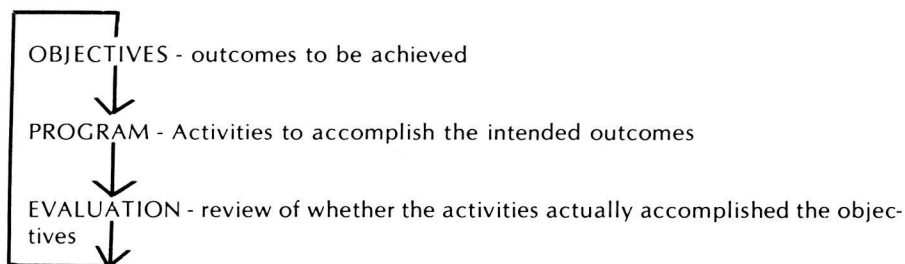 OBJECTIVES - outcomes to be achieved
PROGRAM - Activities to accomplish the intended outcomes
EVALUATION - review of whether the activities actually accomplished the objec-
tives